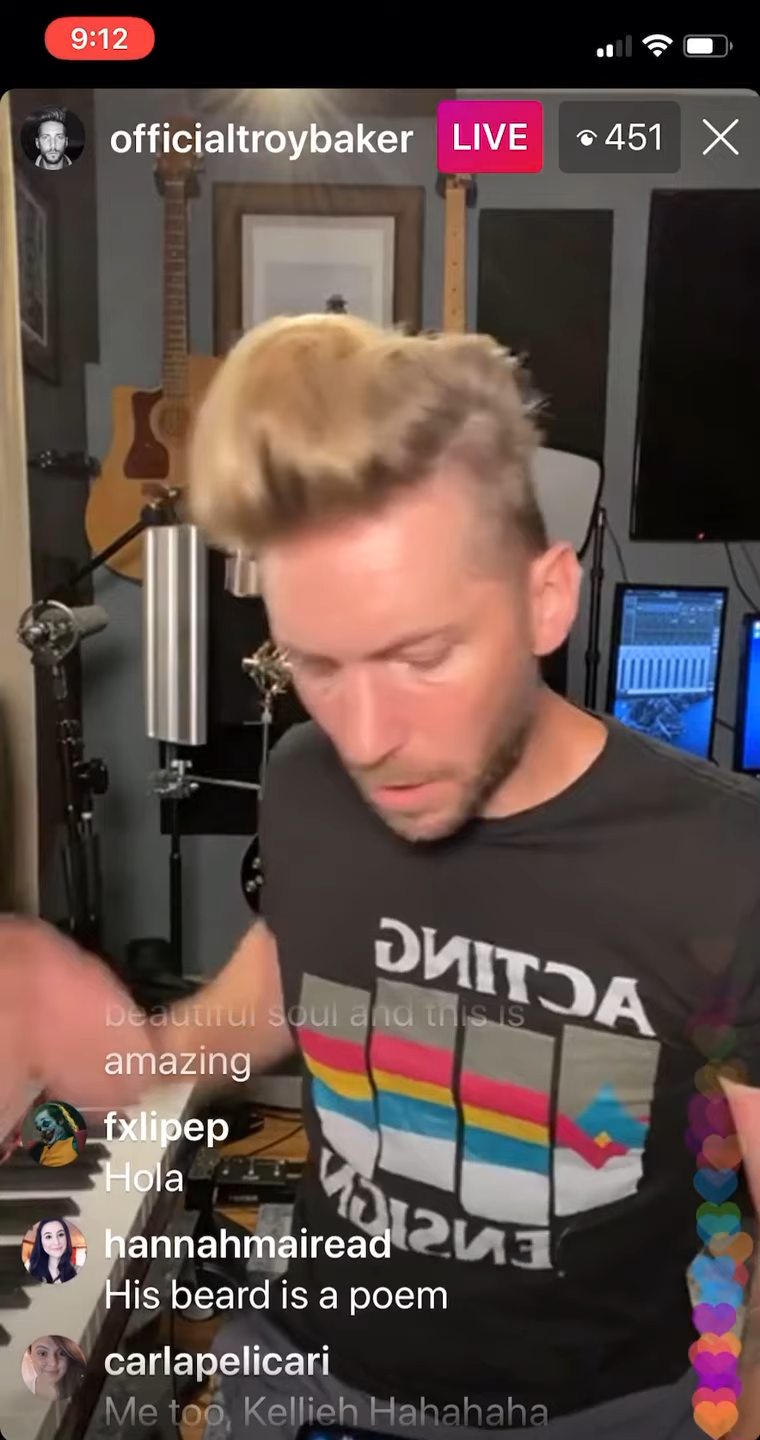 9:12
officialtroybaker LIVE 451
ACTING
ENSIGN
beautiful soul and this is
amazing
fxlipep
Hola
hannahmairead
His beard is a poem
carlapelicari
Me too, Kellieh Hahahaha